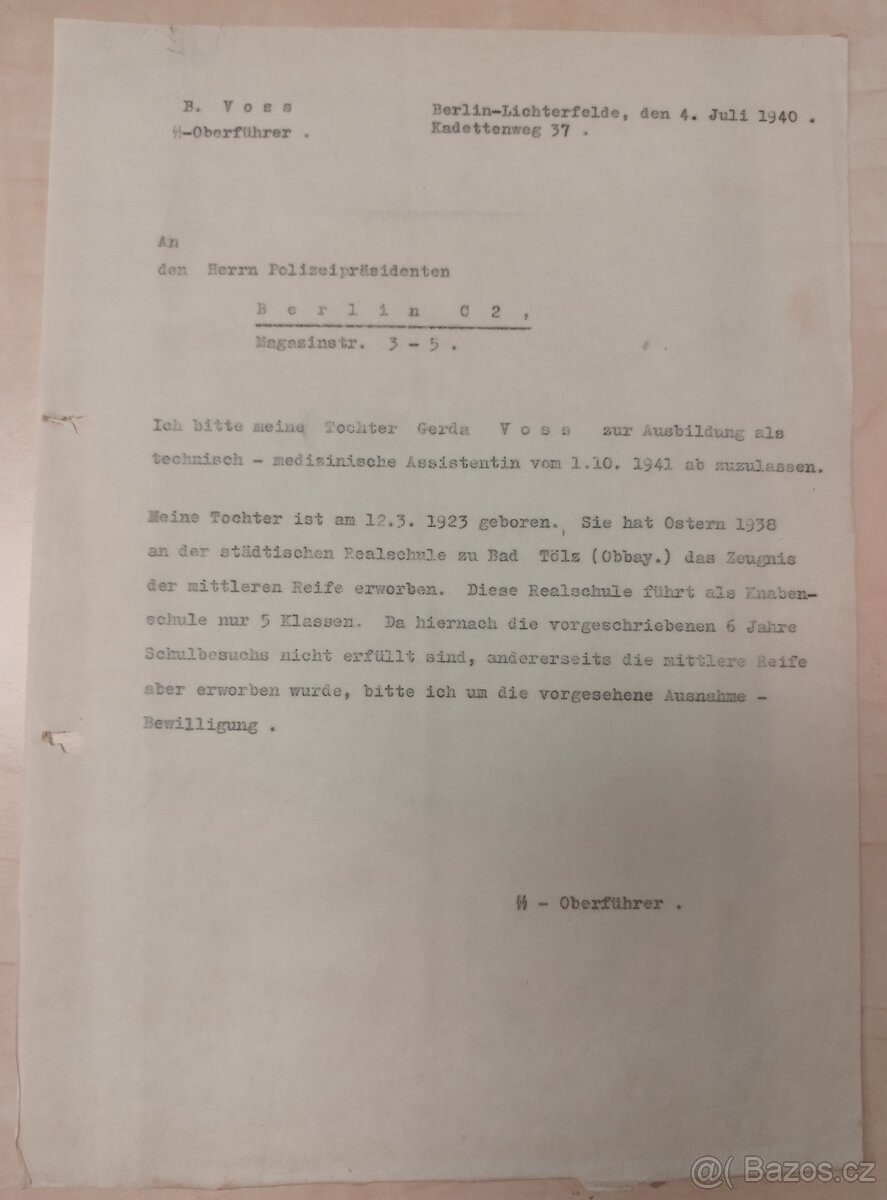 B. Voss
Berlin-Lichterfelde, den 4. Juli 1940 .
ᛋᛋ-Oberführer .
Kadettenweg 37 .
An
den Herrn Polizeipräsidenten
Berlin C 2 ,
Magazinstr. 3 - 5 .
Ich bitte meine Tochter Gerda Voss zur Ausbildung als
technisch - medizinische Assistentin vom 1.10. 1941 ab zuzulassen.
Meine Tochter ist am 12.3. 1923 geboren. Sie hat Ostern 1938
an der städtischen Realschule zu Bad Tölz (Obbay.) das Zeugnis
der mittleren Reife erworben. Diese Realschule führt als Knaben-
schule nur 5 Klassen. Da hiernach die vorgeschriebenen 6 Jahre
Schulbesuchs nicht erfüllt sind, andererseits die mittlere Reife
aber erworben wurde, bitte ich um die vorgesehene Ausnahme -
Bewilligung .
ᛋᛋ - Oberführer .
@( Bazos.cz